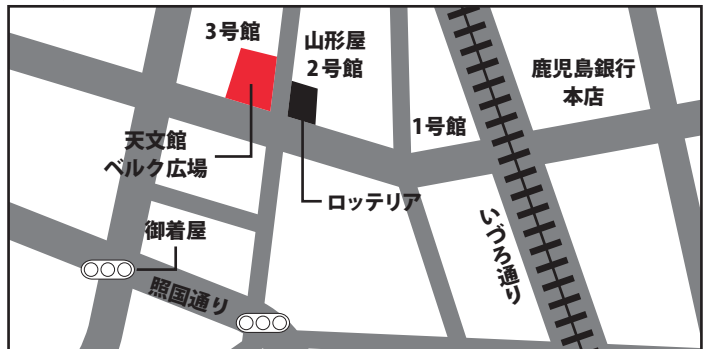 3号館
山形屋
2号館
鹿児島銀行
本店
1号館
天文館
ベルク広場
ロッテリア
いづろ通り
御着屋
照国通り